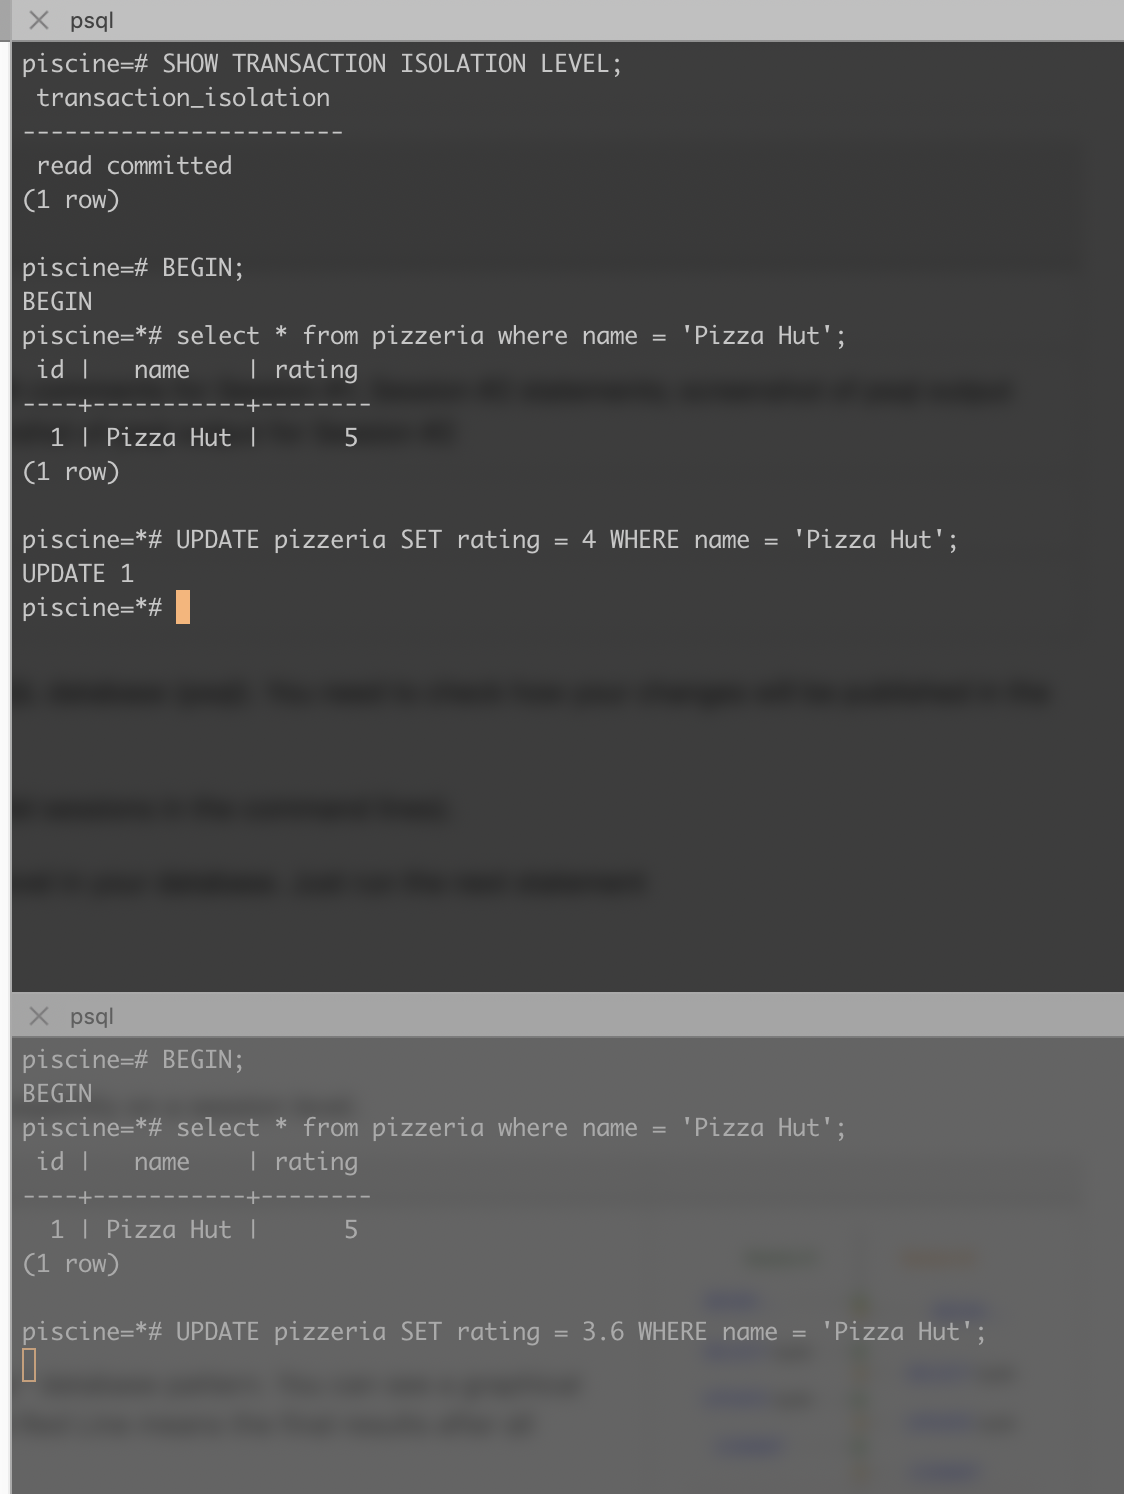 psql
piscine=# SHOW TRANSACTION ISOLATION LEVEL;
 transaction_isolation
-----------------------
 read committed
(1 row)

piscine=# BEGIN;
BEGIN
piscine=*# select * from pizzeria where name = 'Pizza Hut';
 id |   name    | rating
----+-----------+--------
  1 | Pizza Hut |      5
(1 row)

piscine=*# UPDATE pizzeria SET rating = 4 WHERE name = 'Pizza Hut';
UPDATE 1
piscine=*#
psql
piscine=# BEGIN;
BEGIN
piscine=*# select * from pizzeria where name = 'Pizza Hut';
 id |   name    | rating
----+-----------+--------
  1 | Pizza Hut |      5
(1 row)

piscine=*# UPDATE pizzeria SET rating = 3.6 WHERE name = 'Pizza Hut';